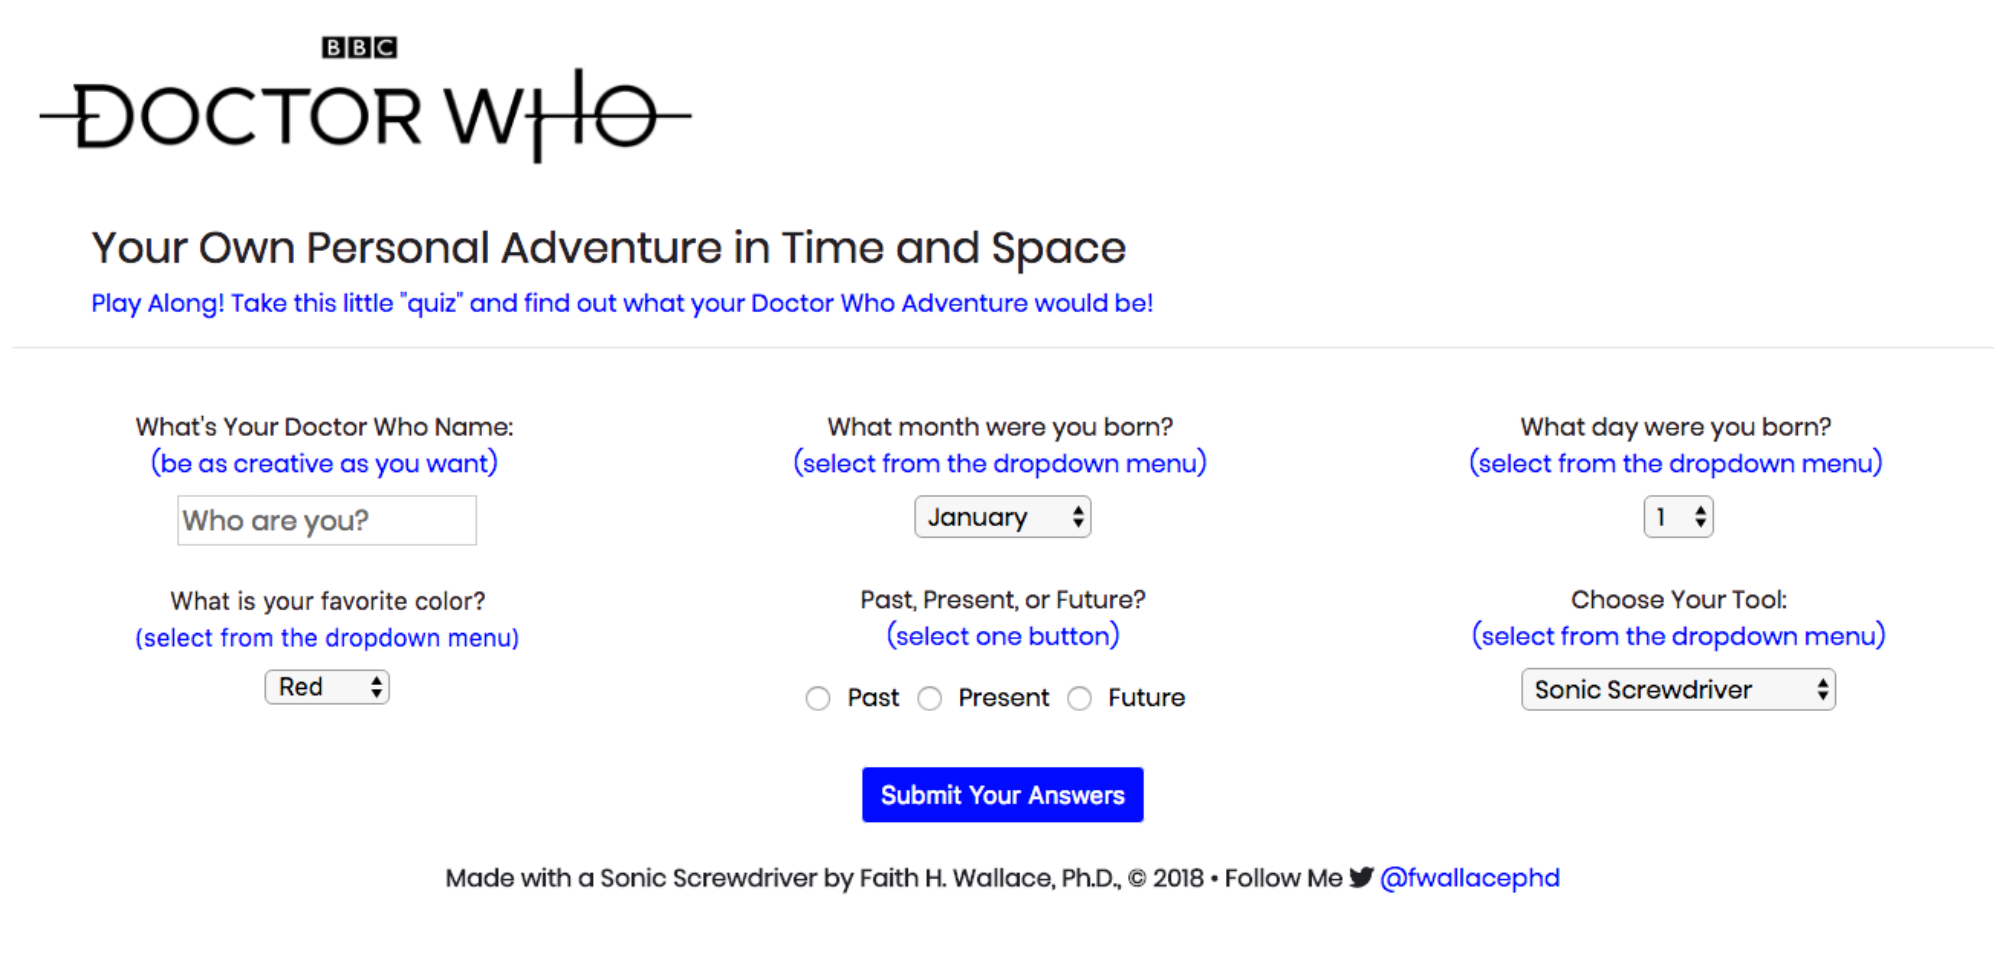 BBC
DOCTOR WHO
Your Own Personal Adventure in Time and Space
Play Along! Take this little "quiz" and find out what your Doctor Who Adventure would be!
What's Your Doctor Who Name:
(be as creative as you want)
Who are you?
What month were you born?
(select from the dropdown menu)
January
What day were you born?
(select from the dropdown menu)
1
What is your favorite color?
(select from the dropdown menu)
Red
Past, Present, or Future?
(select one button)
Past Present Future
Choose Your Tool:
(select from the dropdown menu)
Sonic Screwdriver
Submit Your Answers
Made with a Sonic Screwdriver by Faith H. Wallace, Ph.D., © 2018 • Follow Me @fwallacephd